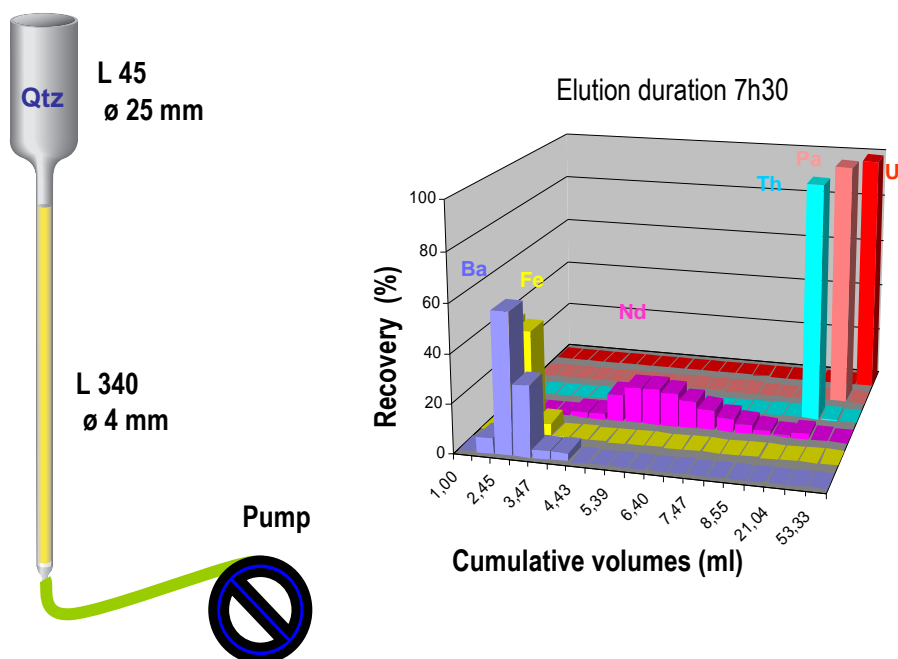 Qtz
L 45
ø 25 mm
L 340
ø 4 mm
Pump
Elution duration 7h30
Recovery (%)
100
80
60
40
20
0
Ba
Fe
Nd
Th
Pa
U
1,00
2,45
3,47
4,43
5,39
6,40
7,47
8,55
21,04
53,33
Cumulative volumes (ml)